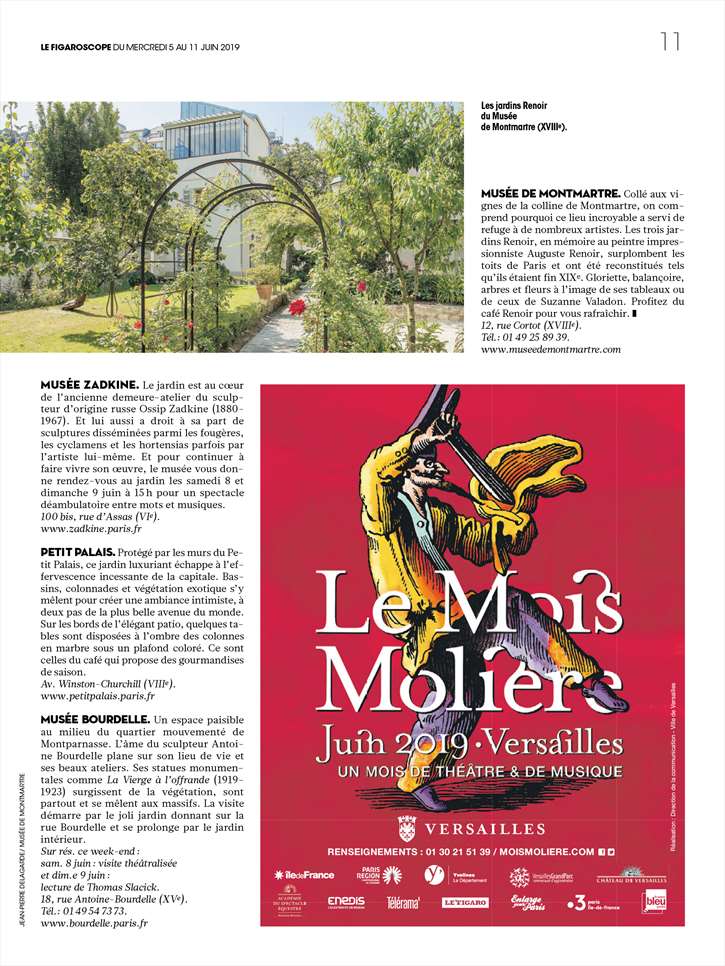 LE FIGAROSCOPE DU MERCREDI 5 AU 11 JUIN 2019
11
Les jardins Renoir
du Musée
de Montmartre (XVIIIe).
MUSÉE DE MONTMARTRE. Collé aux vi-
gnes de la colline de Montmartre, on com-
prend pourquoi ce lieu incroyable a servi de
refuge à de nombreux artistes. Les trois jar-
dins Renoir, en mémoire au peintre impres-
sionniste Auguste Renoir, surplombent les
toits de Paris et ont été reconstitués tels
qu'ils étaient fin XIXe. Gloriette, balançoire,
arbres et fleurs à l'image de ses tableaux ou
de ceux de Suzanne Valadon. Profitez du
café Renoir pour vous rafraîchir.
12, rue Cortot (XVIIIe).
Tél.: 01 49 25 89 39.
www.museedemontmartre.com
MUSÉE ZADKINE. Le jardin est au cœur
de l'ancienne demeure-atelier du sculp-
teur d'origine russe Ossip Zadkine (1880-
1967). Et lui aussi a droit à sa part de
sculptures disséminées parmi les fougères,
les cyclamens et les hortensias parfois par
l'artiste lui-même. Et pour continuer à
faire vivre son œuvre, le musée vous don-
ne rendez-vous au jardin les samedi 8 et
dimanche 9 juin à 15 h pour un spectacle
déambulatoire entre mots et musiques.
100 bis, rue d'Assas (VIe).
www.zadkine.paris.fr
PETIT PALAIS. Protégé par les murs du Pe-
tit Palais, ce jardin luxuriant échappe à l'ef-
fervescence incessante de la capitale. Bas-
sins, colonnades et végétation exotique s'y
mêlent pour créer une ambiance intimiste, à
deux pas de la plus belle avenue du monde.
Sur les bords de l'élégant patio, quelques ta-
bles sont disposées à l'ombre des colonnes
en marbre sous un plafond coloré. Ce sont
celles du café qui propose des gourmandises
de saison.
Av. Winston-Churchill (VIIIe).
www.petitpalais.paris.fr
MUSÉE BOURDELLE. Un espace paisible
au milieu du quartier mouvementé de
Montparnasse. L'âme du sculpteur Antoi-
ne Bourdelle plane sur son lieu de vie et
ses beaux ateliers. Ses statues monumen-
tales comme La Vierge à l'offrande (1919-
1923) surgissent de la végétation, sont
partout et se mêlent aux massifs. La visite
démarre par le joli jardin donnant sur la
rue Bourdelle et se prolonge par le jardin
intérieur.
Sur rés. ce week-end :
sam. 8 juin : visite théâtralisée
et dim.e 9 juin :
lecture de Thomas Slacick.
18, rue Antoine-Bourdelle (XVe).
Tél. : 01 49 54 73 73.
www.bourdelle.paris.fr
JEAN-PIERRE DELAGARDE/ MUSÉE DE MONTMARTRE
Le Mois
Molière
Juin 2019 · Versailles
UN MOIS DE THÉÂTRE & DE MUSIQUE
VERSAILLES
RENSEIGNEMENTS : 01 30 21 51 39 / MOISMOLIERE.COM
îledeFrance
PARIS RÉGION
Yvelines
Le Département
VersaillesGrandParc
CHÂTEAU DE VERSAILLES
ACADÉMIE
DU SPECTACLE
ÉQUESTRE
ENEDIS
Télérama'
LE FIGARO
Enlarge
your Paris
3 paris
île-de-france
bleu
Réalisation : Direction de la communication - Ville de Versailles